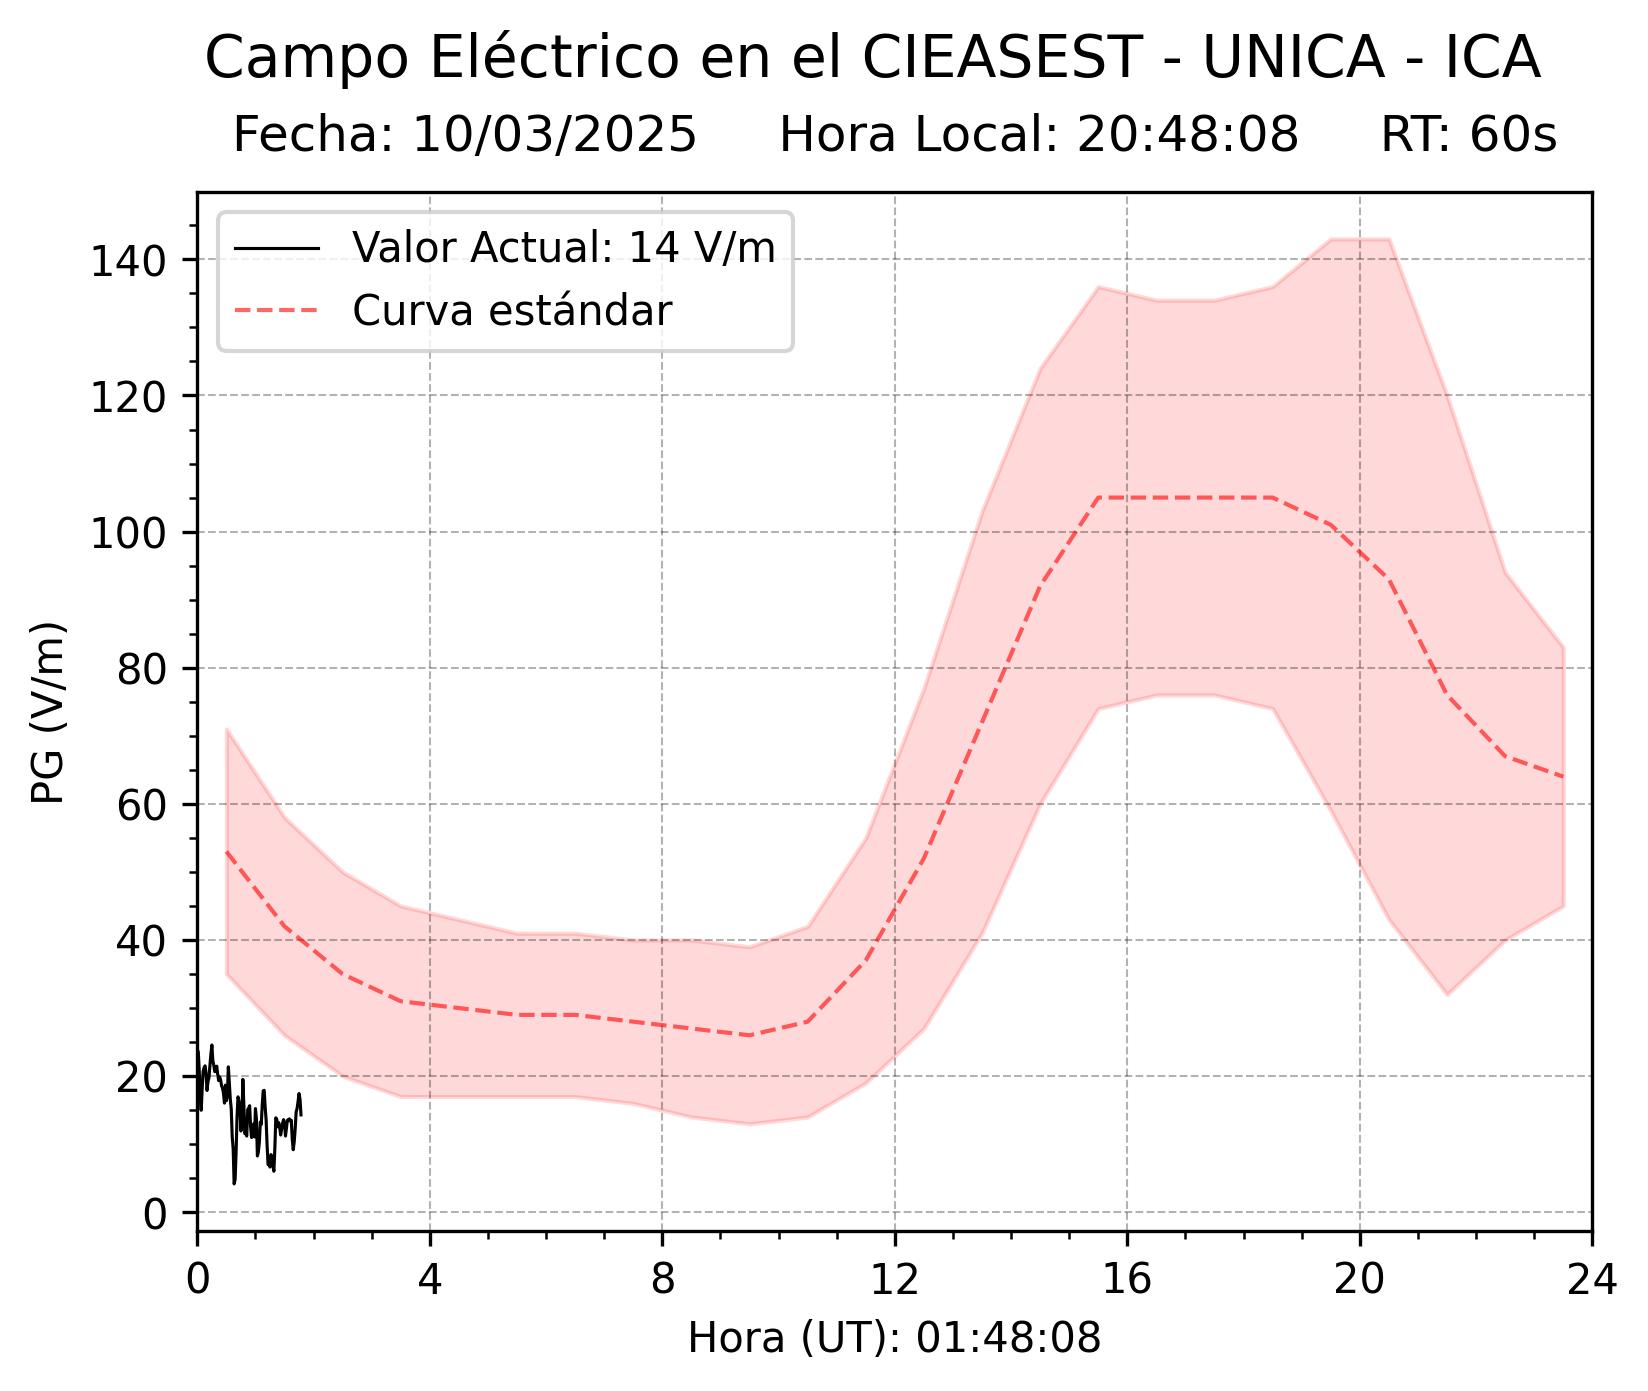 Campo Eléctrico en el CIEASEST - UNICA - ICA
Fecha: 10/03/2025 Hora Local: 20:48:08 RT: 60s
Valor Actual: 14 V/m
Curva estándar
140
120
100
80
60
40
20
0
PG (V/m)
0 4 8 12 16 20 24
Hora (UT): 01:48:08